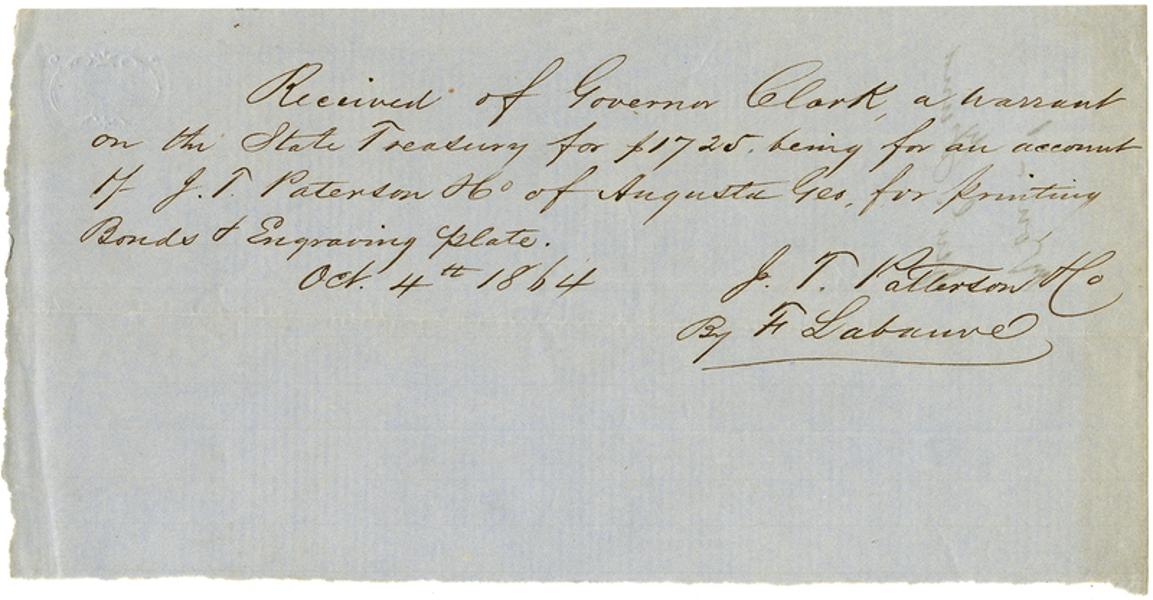 Received of Governor Clark, a warrant
on the State Treasury for $1725. being for an account
of J. T. Paterson & Co of Augusta Geo, for printing
Bonds & Engraving plate.
Oct. 4th 1864
J. T. Patterson & Co
By F Labauve